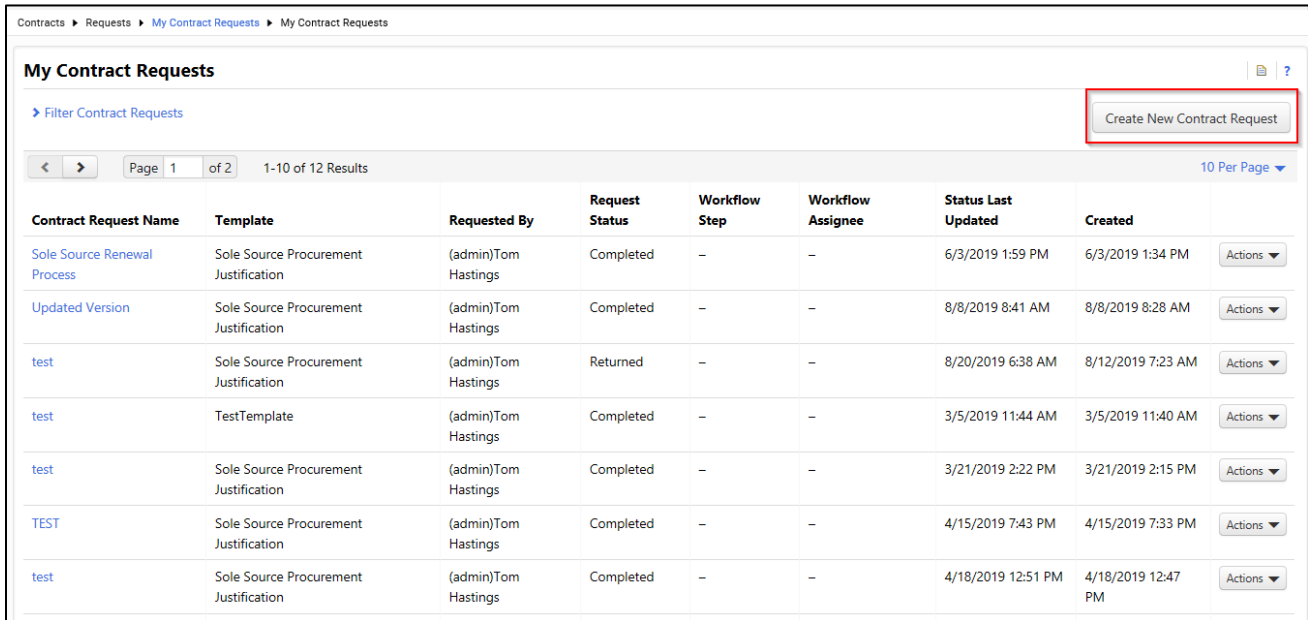 Contracts ▶ Requests ▶ My Contract Requests ▶ My Contract Requests
My Contract Requests
?
Filter Contract Requests
Create New Contract Request
Page 1 of 2 1-10 of 12 Results 10 Per Page
Contract Request Name Template Requested By Request Status Workflow Step Workflow Assignee Status Last Updated Created
Sole Source Renewal Process Sole Source Procurement Justification (admin)Tom Hastings Completed – – 6/3/2019 1:59 PM 6/3/2019 1:34 PM Actions
Updated Version Sole Source Procurement Justification (admin)Tom Hastings Completed – – 8/8/2019 8:41 AM 8/8/2019 8:28 AM Actions
test Sole Source Procurement Justification (admin)Tom Hastings Returned – – 8/20/2019 6:38 AM 8/12/2019 7:23 AM Actions
test TestTemplate (admin)Tom Hastings Completed – – 3/5/2019 11:44 AM 3/5/2019 11:40 AM Actions
test Sole Source Procurement Justification (admin)Tom Hastings Completed – – 3/21/2019 2:22 PM 3/21/2019 2:15 PM Actions
TEST Sole Source Procurement Justification (admin)Tom Hastings Completed – – 4/15/2019 7:43 PM 4/15/2019 7:33 PM Actions
test Sole Source Procurement Justification (admin)Tom Hastings Completed – – 4/18/2019 12:51 PM 4/18/2019 12:47 PM Actions